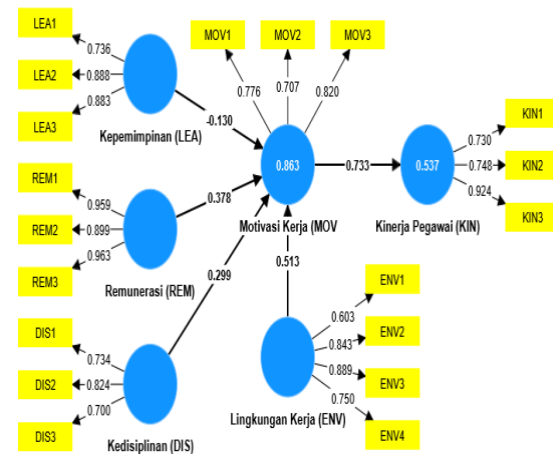 LEA1
LEA2
LEA3
0.736
0.888
0.883
Kepemimpinan (LEA)
-0.130
MOV1
MOV2
MOV3
0.776
0.707
0.820
0.863
Motivasi Kerja (MOV
0.733
0.537
Kinerja Pegawai (KIN)
KIN1
KIN2
KIN3
0.730
0.748
0.924
REM1
REM2
REM3
0.959
0.899
0.963
Remunerasi (REM)
0.378
0.299
0.513
DIS1
DIS2
DIS3
0.734
0.824
0.700
Kedisiplinan (DIS)
Lingkungan Kerja (ENV)
ENV1
ENV2
ENV3
ENV4
0.603
0.843
0.889
0.750